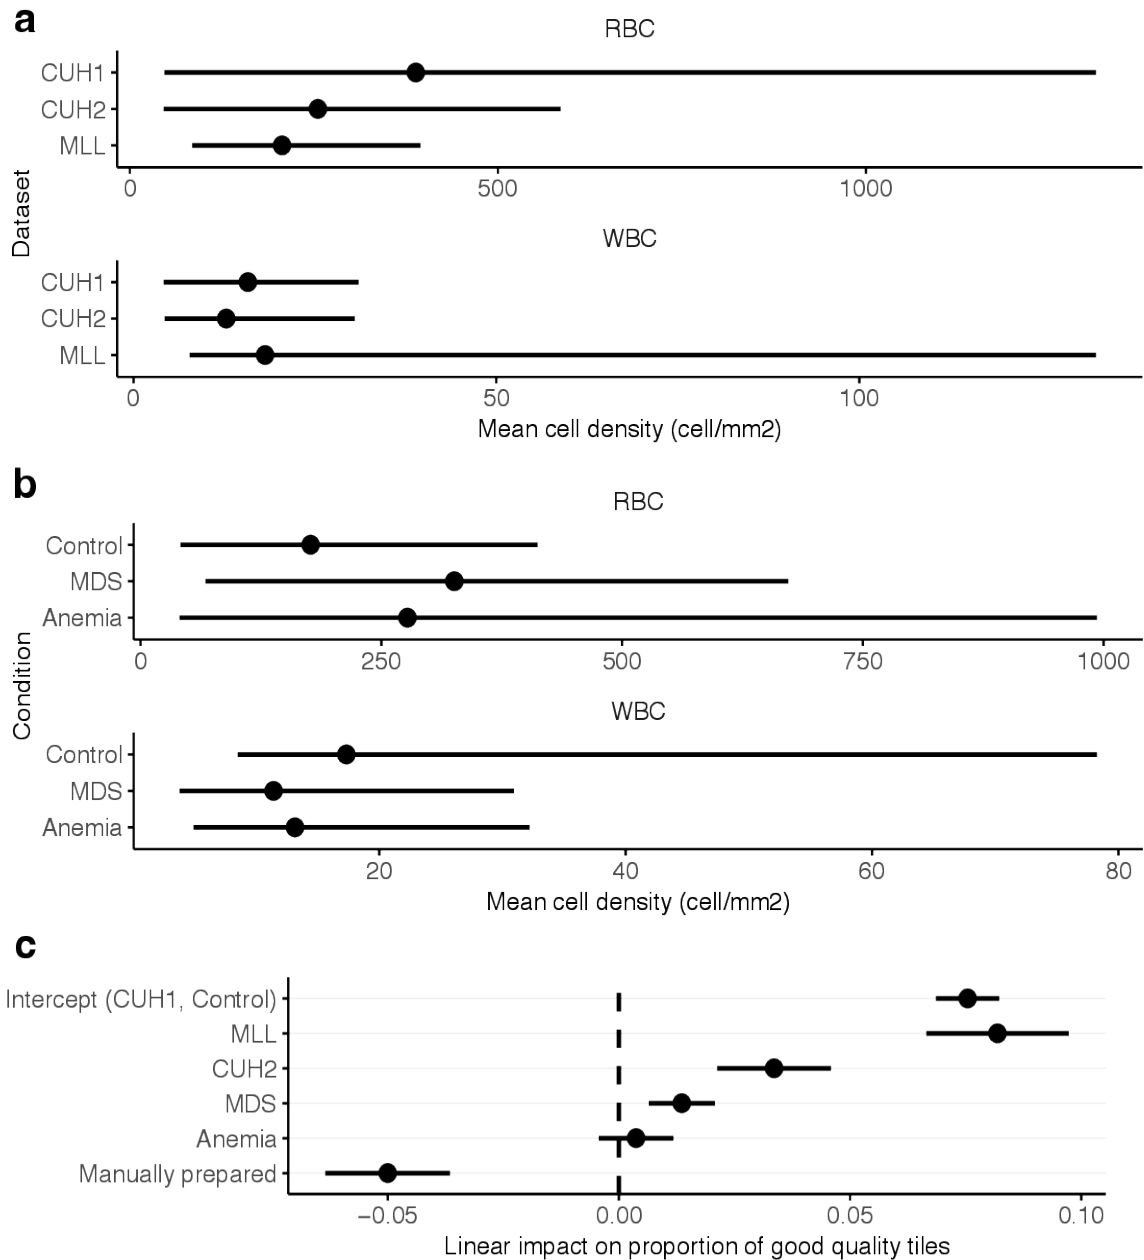 a
RBC
CUH1
CUH2
MLL
0 500 1000
Dataset
WBC
CUH1
CUH2
MLL
0 50 100
Mean cell density (cell/mm2)
b
RBC
Control
MDS
Anemia
0 250 500 750 1000
Condition
WBC
Control
MDS
Anemia
20 40 60 80
Mean cell density (cell/mm2)
c
Intercept (CUH1, Control)
MLL
CUH2
MDS
Anemia
Manually prepared
−0.05 0.00 0.05 0.10
Linear impact on proportion of good quality tiles